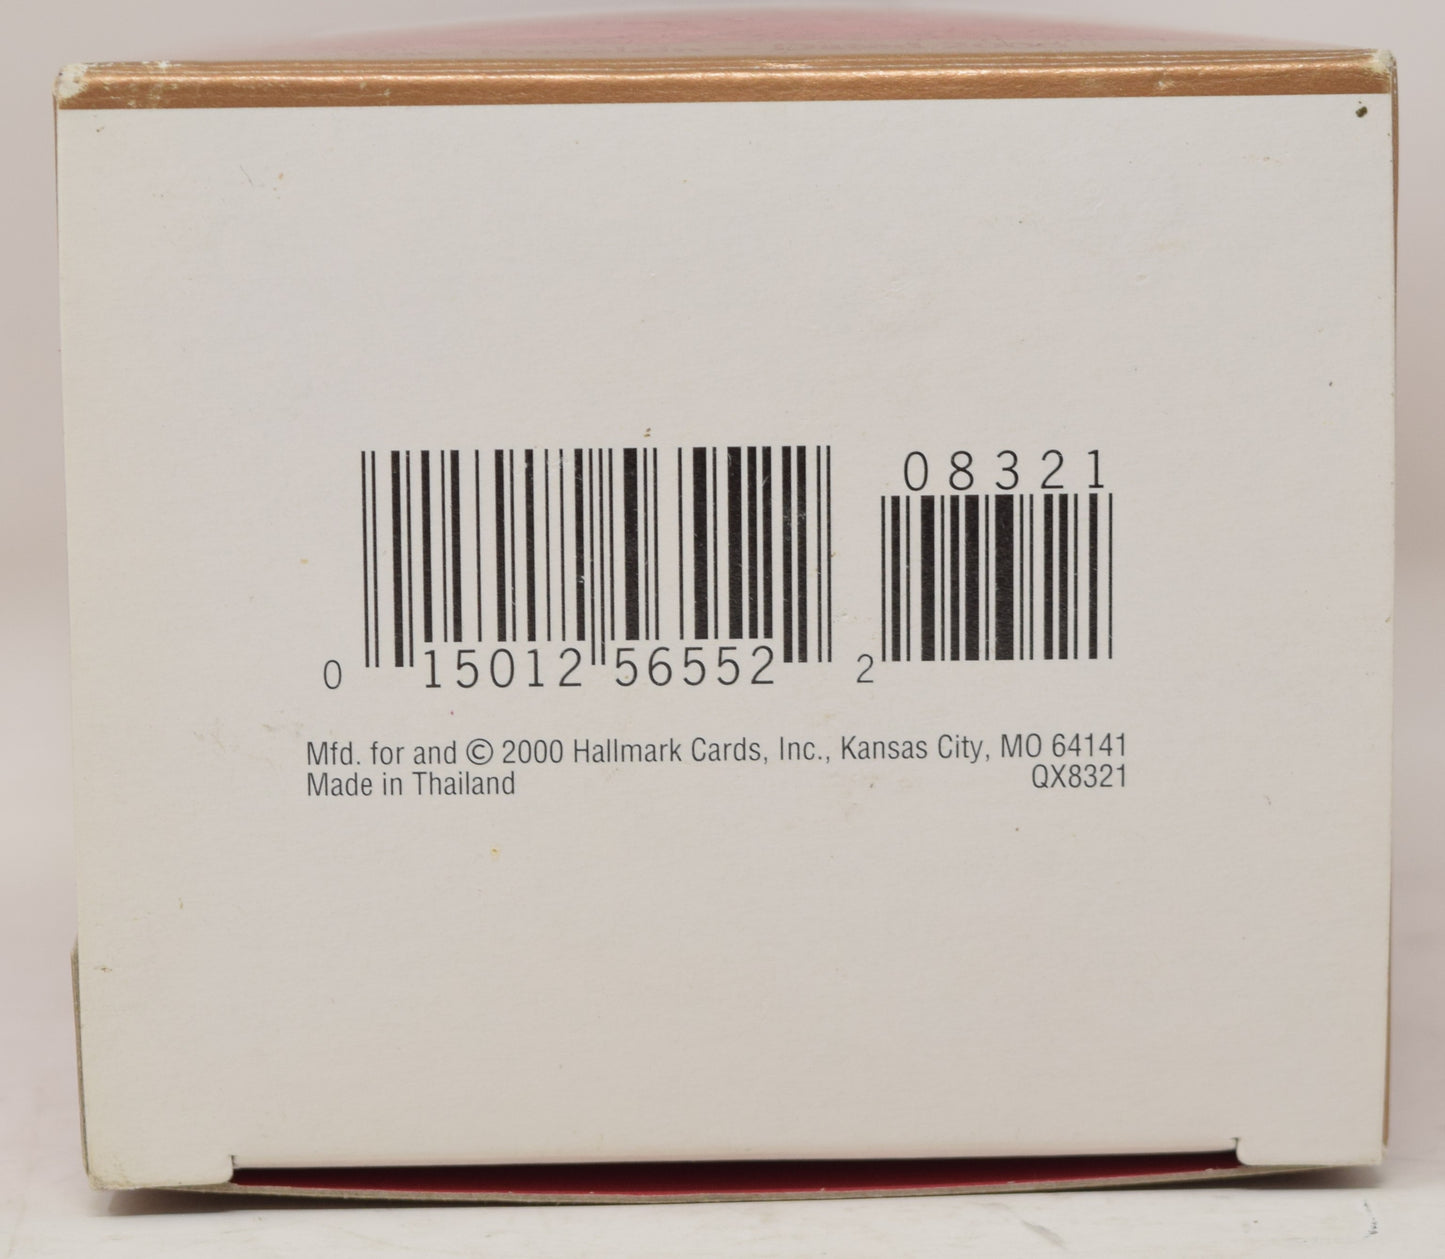 08321
0 15012 56552 2
Mfd. for and © 2000 Hallmark Cards, Inc., Kansas City, MO 64141
Made in Thailand QX8321